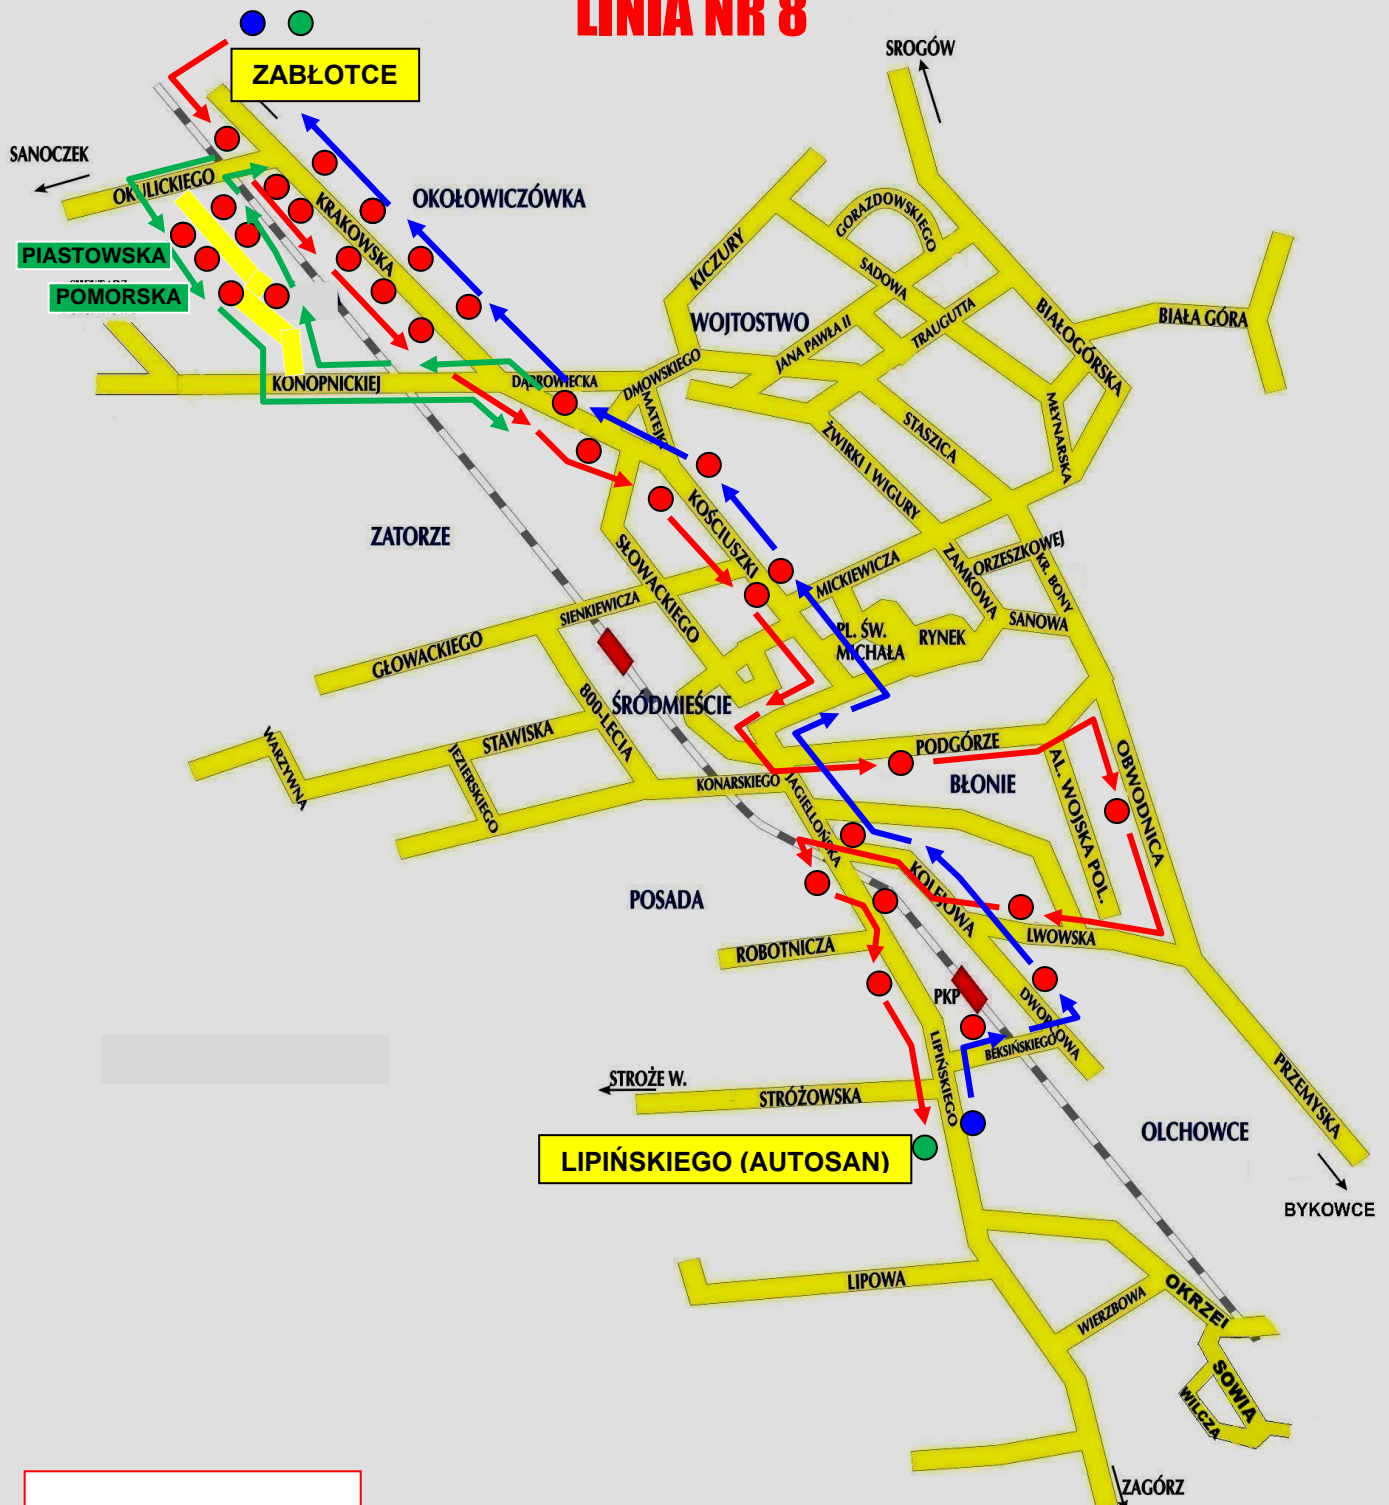 LINIA NR 8
ZABŁOTCE
SROGÓW
SANOCZEK
OKULICKIEGO
OKOŁOWICZÓWKA
KRAKOWSKA
PIASTOWSKA
POMORSKA
KICZURY
GORAZDOWSKIEGO
SADOWA
WOJTOSTWO
JANA PAWŁA II
TRAUGUTTA
BIAŁOGÓRSKA
BIAŁA GÓRA
KONOPNICKIEJ
DĄBROWIECKA
DMOWSKIEGO
MATEJKI
STASZICA
MŁYNARSKA
ŻWIRKI I WIGURY
KOŚCIUSZKI
ZATORZE
SŁOWACKIEGO
MICKIEWICZA
ZAMKOWA
ORZESZKOWEJ
KR. BONY
SIENKIEWICZA
SANOWA
GŁOWACKIEGO
PL. ŚW.
MICHAŁA
RYNEK
ŚRÓDMIEŚCIE
800-LECIA
STAWISKA
WARZYWNA
JEZIERSKIEGO
PODGÓRZE
KONARSKIEGO
BŁONIE
AL. WOJSKA POL.
OBWODNICA
JAGIELLOŃSKA
POSADA
KOLEJOWA
LWOWSKA
ROBOTNICZA
PKP
DWORCOWA
BEKSIŃSKIEGO
LIPIŃSKIEGO
STROŻE W.
STRÓŻOWSKA
PRZEMYSKA
OLCHOWCE
LIPIŃSKIEGO (AUTOSAN)
BYKOWCE
LIPOWA
WIERZBOWA
OKRZEI
SOWIA
WILCZA
ZAGÓRZ